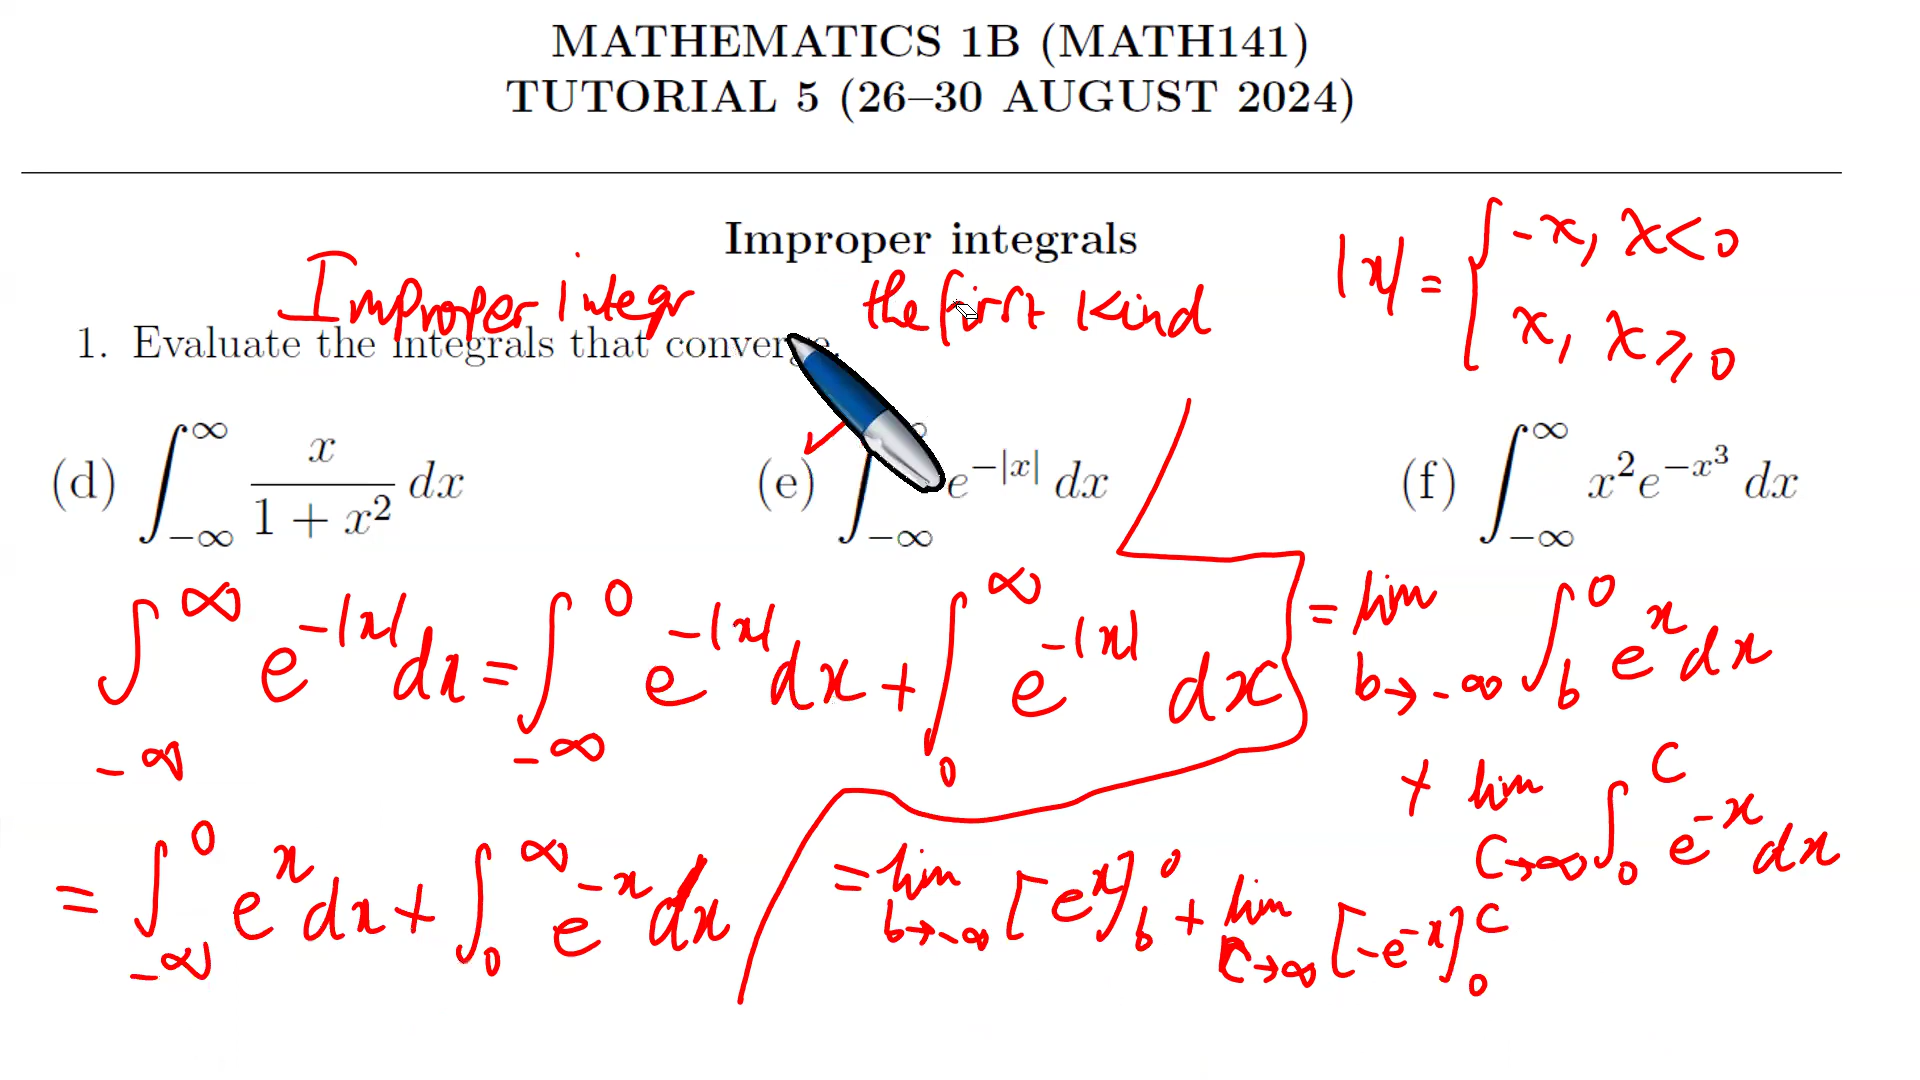 MATHEMATICS 1B (MATH141)
TUTORIAL 5 (26–30 AUGUST 2024)
Improper integrals
Improper integr the first kind
|x| = { -x, x<0
x, x≥0
1. Evaluate the integrals that converge.
(d) ∫_{-∞}^{∞} x/(1 + x²) dx (e) ∫_{-∞}^{∞} e^{-|x|} dx (f) ∫_{-∞}^{∞} x²e^{-x³} dx
∫_{-∞}^{∞} e^{-|x|} dx = ∫_{-∞}^{0} e^{-|x|} dx + ∫_{0}^{∞} e^{-|x|} dx
= ∫_{-∞}^{0} e^{x} dx + ∫_{0}^{∞} e^{-x} dx
= lim_{b→-∞} ∫_{b}^{0} e^{x} dx
+ lim_{C→∞} ∫_{0}^{C} e^{-x} dx
= lim_{b→-∞} [e^{x}]_{b}^{0} + lim_{C→∞} [-e^{-x}]_{0}^{C}